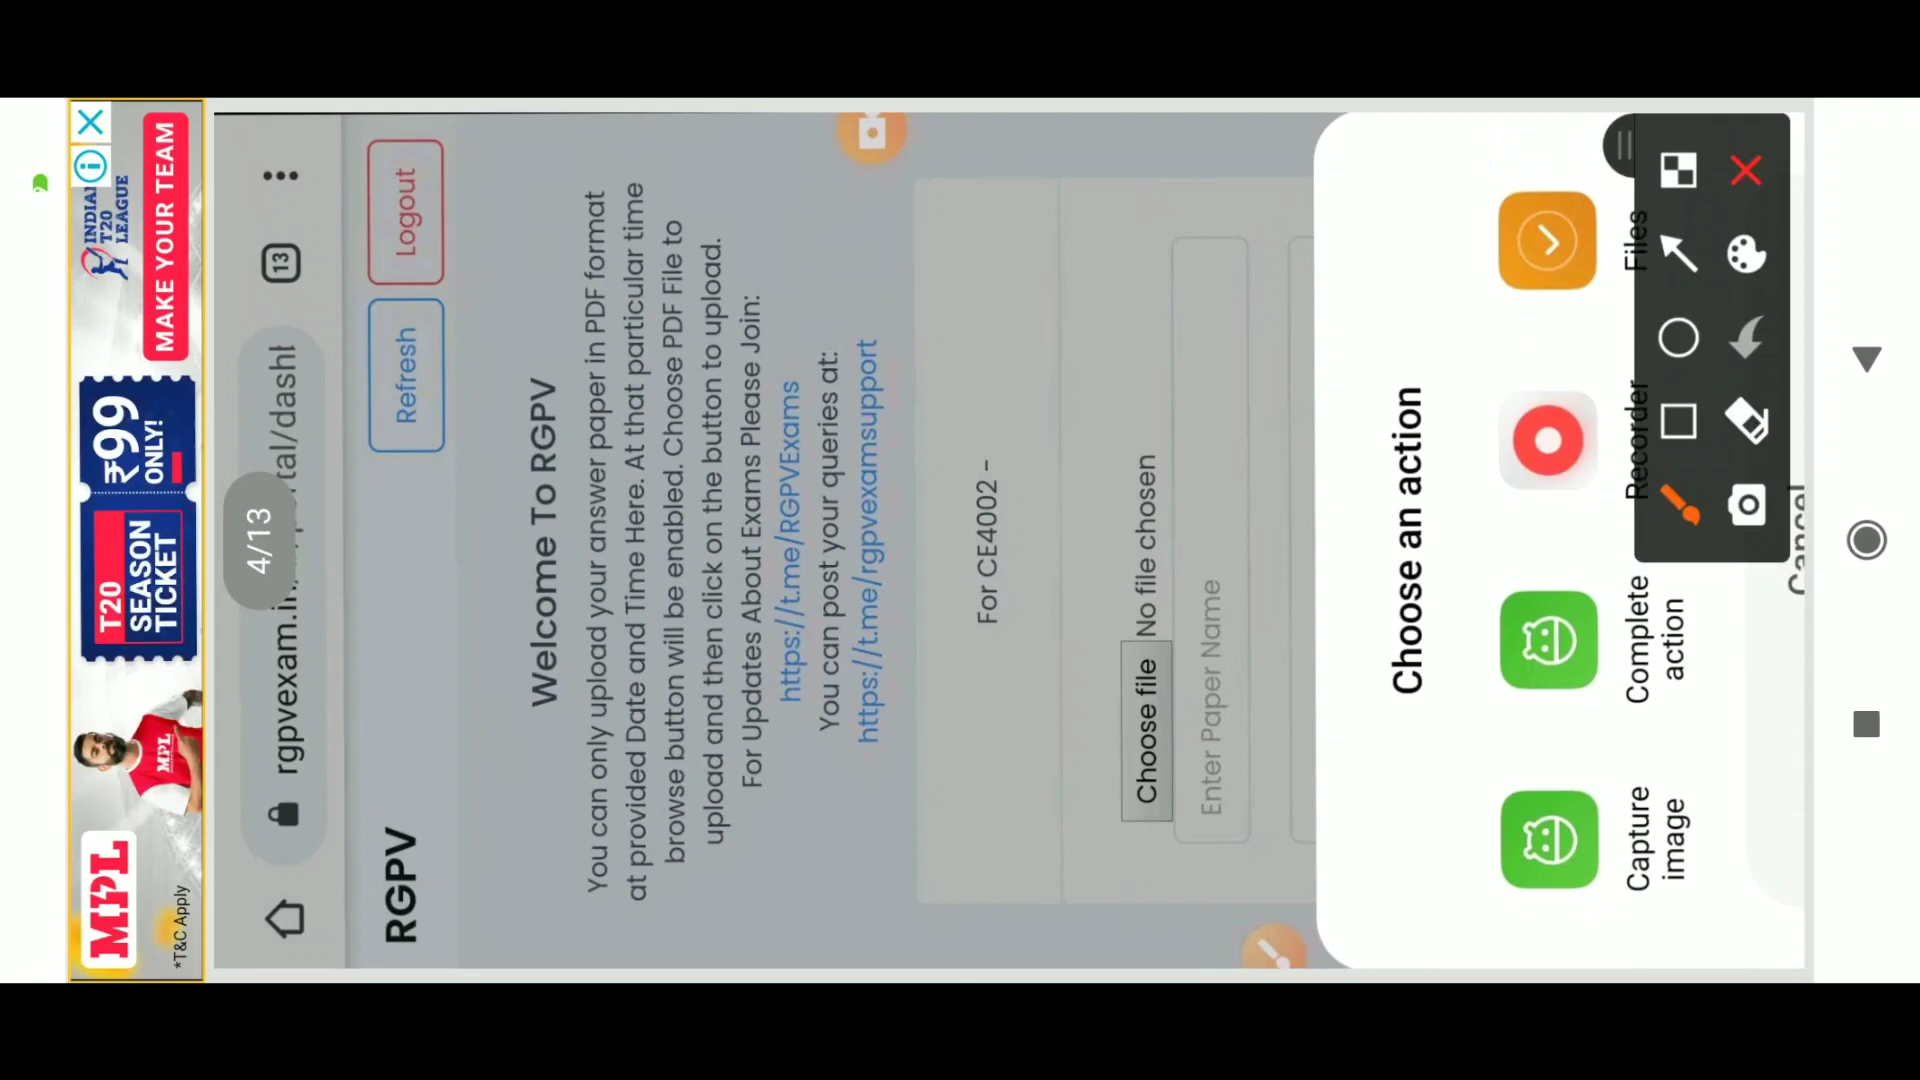 MPL
*T&C Apply
MPL
T20
SEASON
TICKET
₹99
ONLY!
INDIAN
T20
LEAGUE
MAKE YOUR TEAM
4/13
rgpvexam.in
tal/dash
13
RGPV
Refresh
Logout
Welcome To RGPV
You can only upload your answer paper in PDF format
at provided Date and Time Here. At that particular time
browse button will be enabled. Choose PDF File to
upload and then click on the button to upload.
For Updates About Exams Please Join:
https://t.me/RGPVExams
You can post your queries at:
https://t.me/rgpvexamsupport
For CE4002 -
Choose file No file chosen
Enter Paper Name
Choose an action
Capture
image
Complete
action
Recorder
Files
Cancel